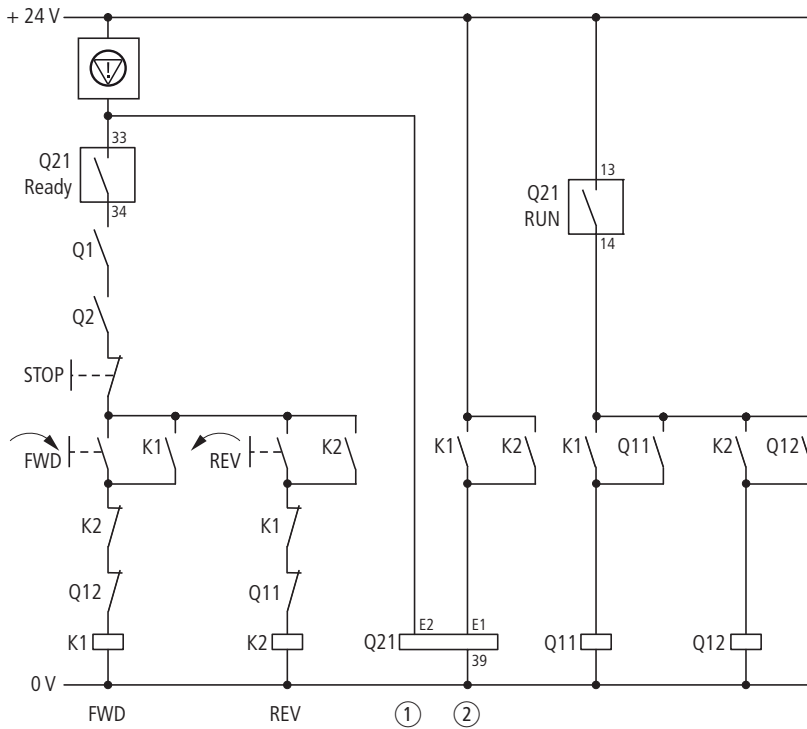 + 24 V
!
33
Q21
Ready
34
13
Q21
RUN
14
Q1
Q2
STOP
FWD
K1
REV
K2
K1
K2
K1
Q11
K2
Q12
K2
K1
Q12
Q11
K1
K2
Q21
E2
E1
39
Q11
Q12
0 V
FWD
REV
①
②